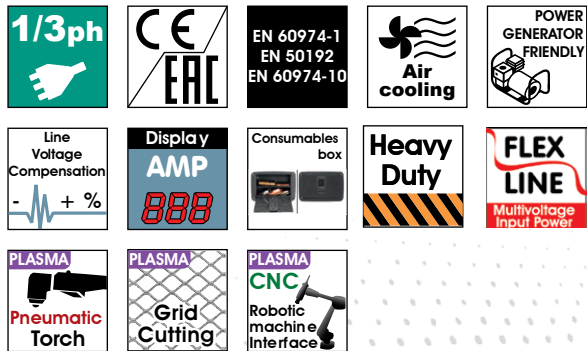 1/3ph
CE
EAC
EN 60974-1
EN 50192
EN 60974-10
Air
cooling
POWER
GENERATOR
FRIENDLY
Line
Voltage
Compensation
- + %
Display
AMP
888
Consumables
box
Heavy
Duty
FLEX
LINE
Multivoltage
Input Power
PLASMA
Pneumatic
Torch
PLASMA
Grid
Cutting
PLASMA
CNC
Robotic
machine
Interface